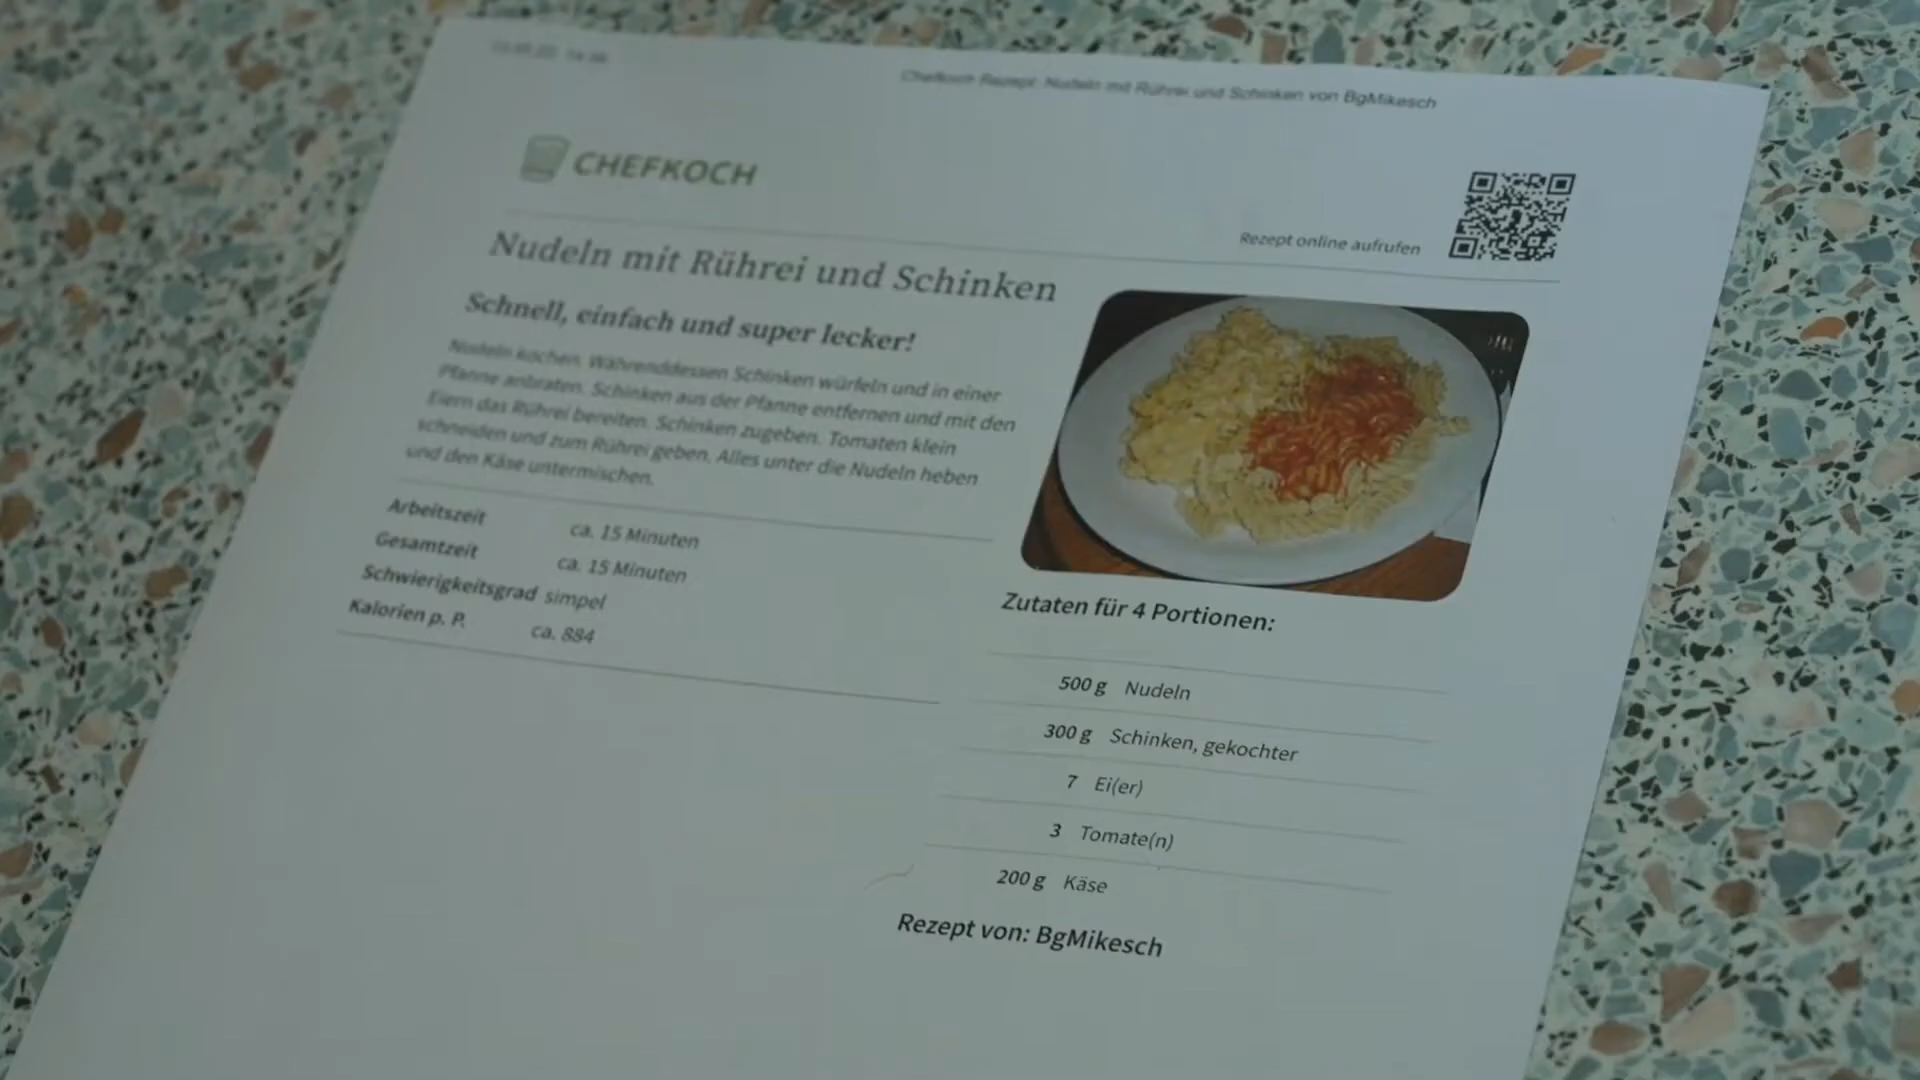 Chefkoch Rezept: Nudeln mit Rührei und Schinken von BgMikesch
CHEFKOCH
Rezept online aufrufen
Nudeln mit Rührei und Schinken
Schnell, einfach und super lecker!
Nudeln kochen. Währenddessen Schinken würfeln und in einer
Pfanne anbraten. Schinken aus der Pfanne entfernen und mit den
Eiern das Rührei bereiten. Schinken zugeben. Tomaten klein
schneiden und zum Rührei geben. Alles unter die Nudeln heben
und den Käse untermischen.
Arbeitszeit ca. 15 Minuten
Gesamtzeit ca. 15 Minuten
Schwierigkeitsgrad simpel
Kalorien p. P. ca. 884
Zutaten für 4 Portionen:
500 g Nudeln
300 g Schinken, gekochter
7 Ei(er)
3 Tomate(n)
200 g Käse
Rezept von: BgMikesch